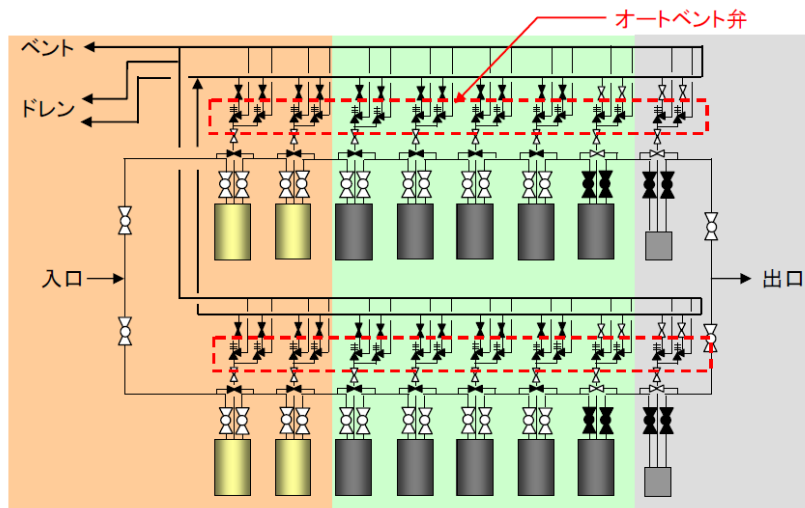 オートベント弁
ベント
ドレン
入口
出口